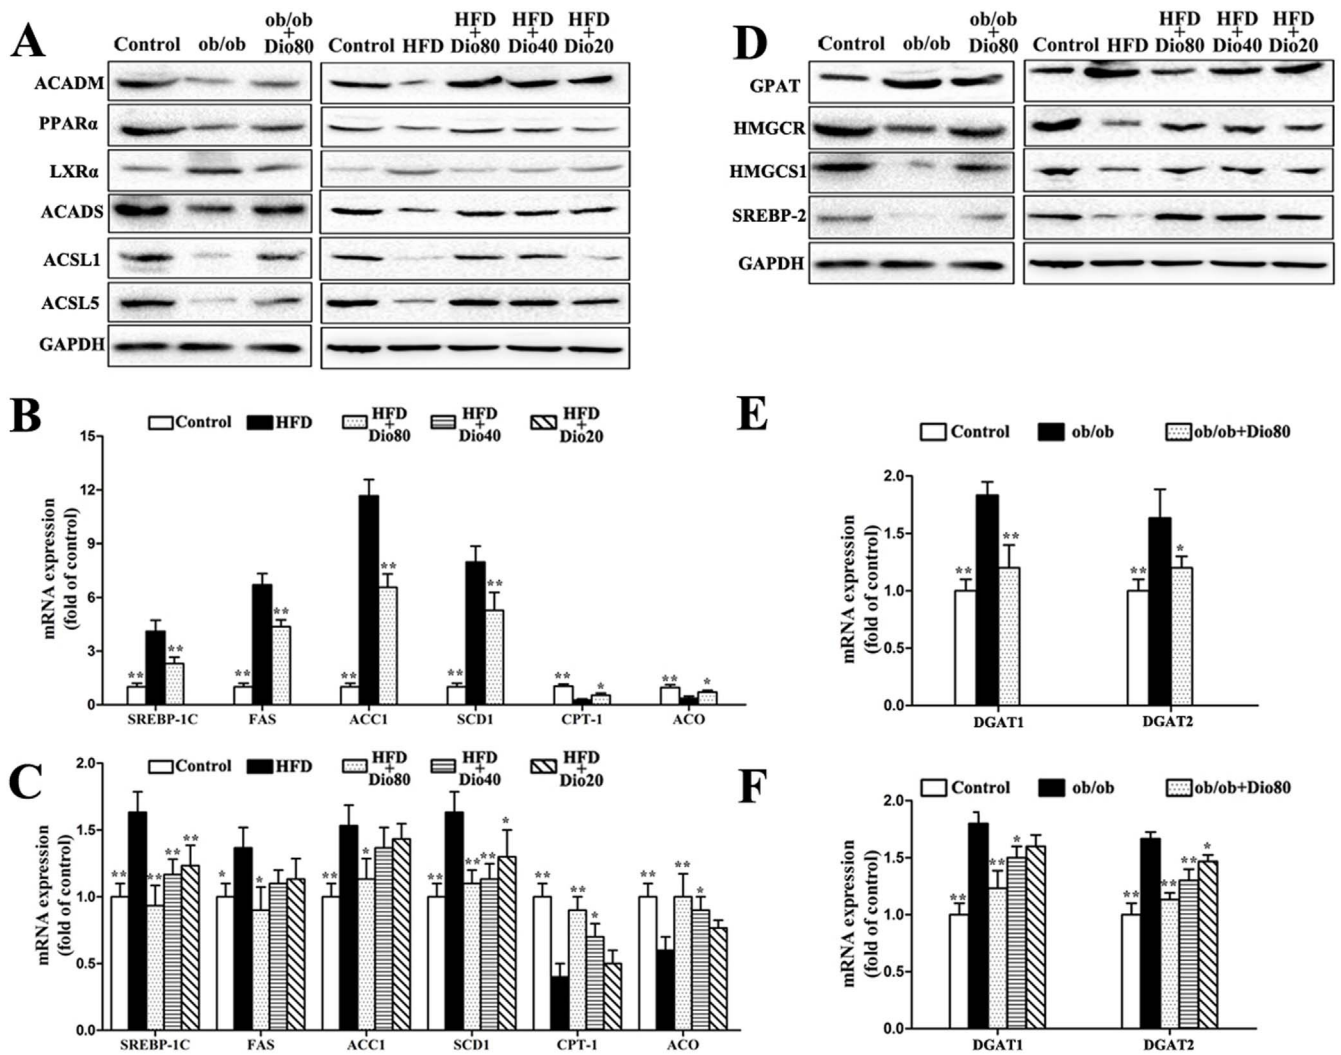 A
Control ob/ob ob/ob + Dio80
Control HFD HFD + Dio80 HFD + Dio40 HFD + Dio20
ACADM
PPARα
LXRα
ACADS
ACSL1
ACSL5
GAPDH
D
Control ob/ob ob/ob + Dio80
Control HFD HFD + Dio80 HFD + Dio40 HFD + Dio20
GPAT
HMGCR
HMGCS1
SREBP-2
GAPDH
B
Control HFD HFD + Dio80 HFD + Dio40 HFD + Dio20
mRNA expression
(fold of control)
15
12
9
6
3
0
** ** ** ** ** ** ** ** ** * ** *
SREBP-1C FAS ACC1 SCD1 CPT-1 ACO
E
Control ob/ob ob/ob+Dio80
mRNA expression
(fold of control)
2.0
1.5
1.0
0.5
0.0
** ** ** *
DGAT1 DGAT2
C
Control HFD HFD + Dio80 HFD + Dio40 HFD + Dio20
mRNA expression
(fold of control)
2.0
1.5
1.0
0.5
0.0
** ** ** ** * * ** * ** ** ** * ** ** * ** ** *
SREBP-1C FAS ACC1 SCD1 CPT-1 ACO
F
Control ob/ob ob/ob+Dio80
mRNA expression
(fold of control)
2.0
1.5
1.0
0.5
0.0
** ** * ** ** ** *
DGAT1 DGAT2